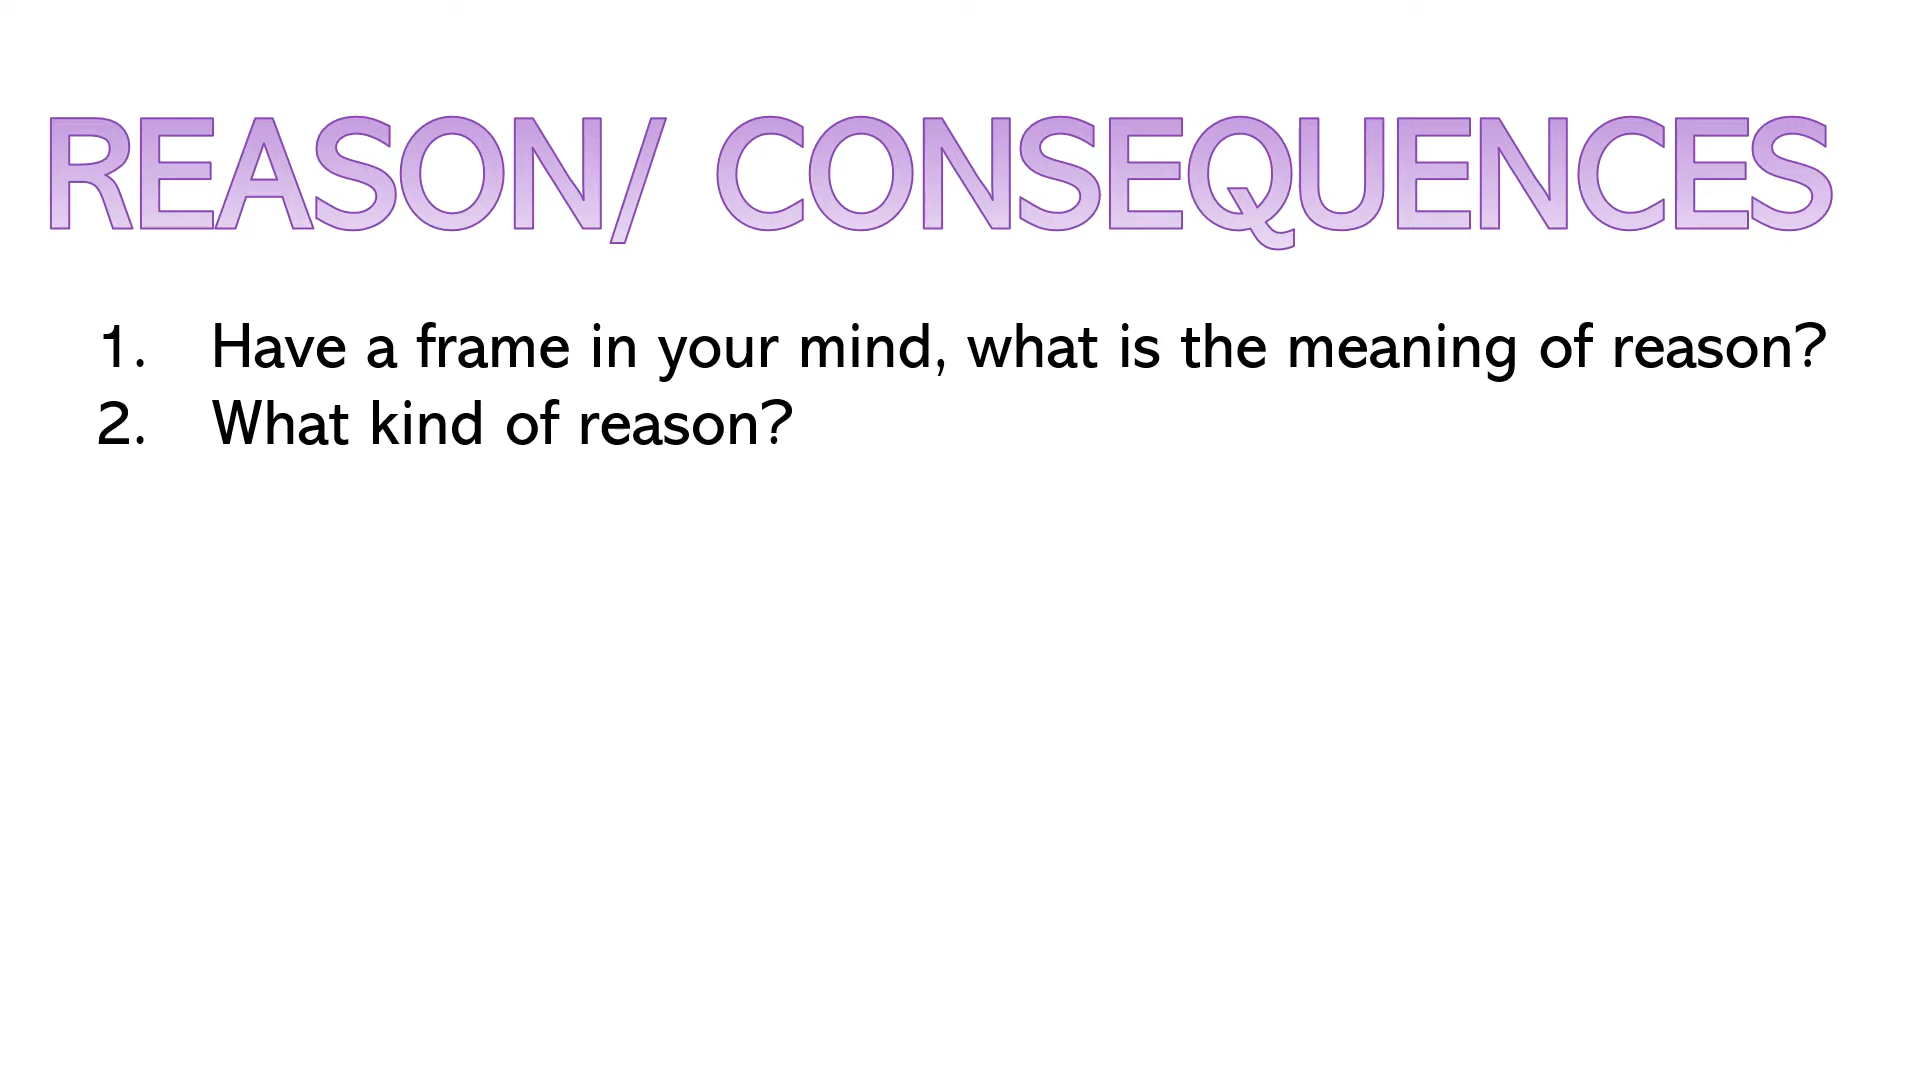 REASON/ CONSEQUENCES
1. Have a frame in your mind, what is the meaning of reason?
2. What kind of reason?